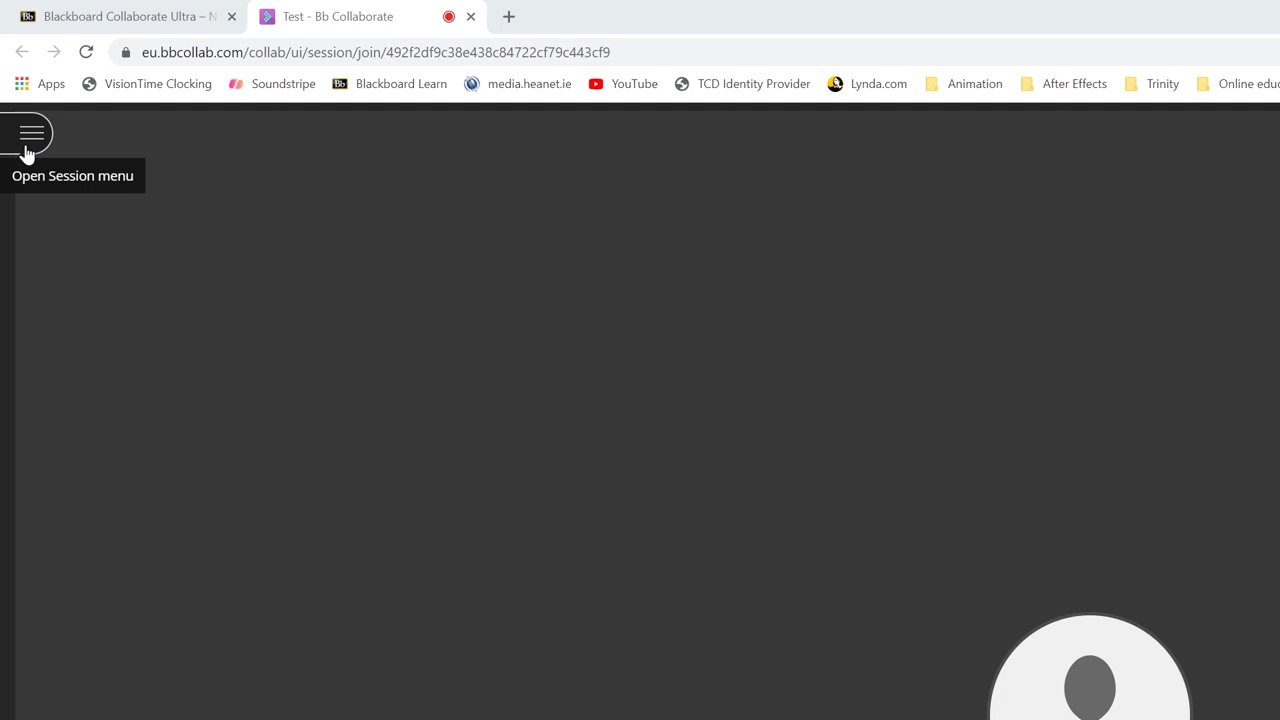 Bb Blackboard Collaborate Ultra – N
Test - Bb Collaborate
eu.bbcollab.com/collab/ui/session/join/492f2df9c38e438c84722cf79c443cf9
Apps VisionTime Clocking Soundstripe Bb Blackboard Learn media.heanet.ie YouTube TCD Identity Provider Lynda.com Animation After Effects Trinity Online educ
Open Session menu